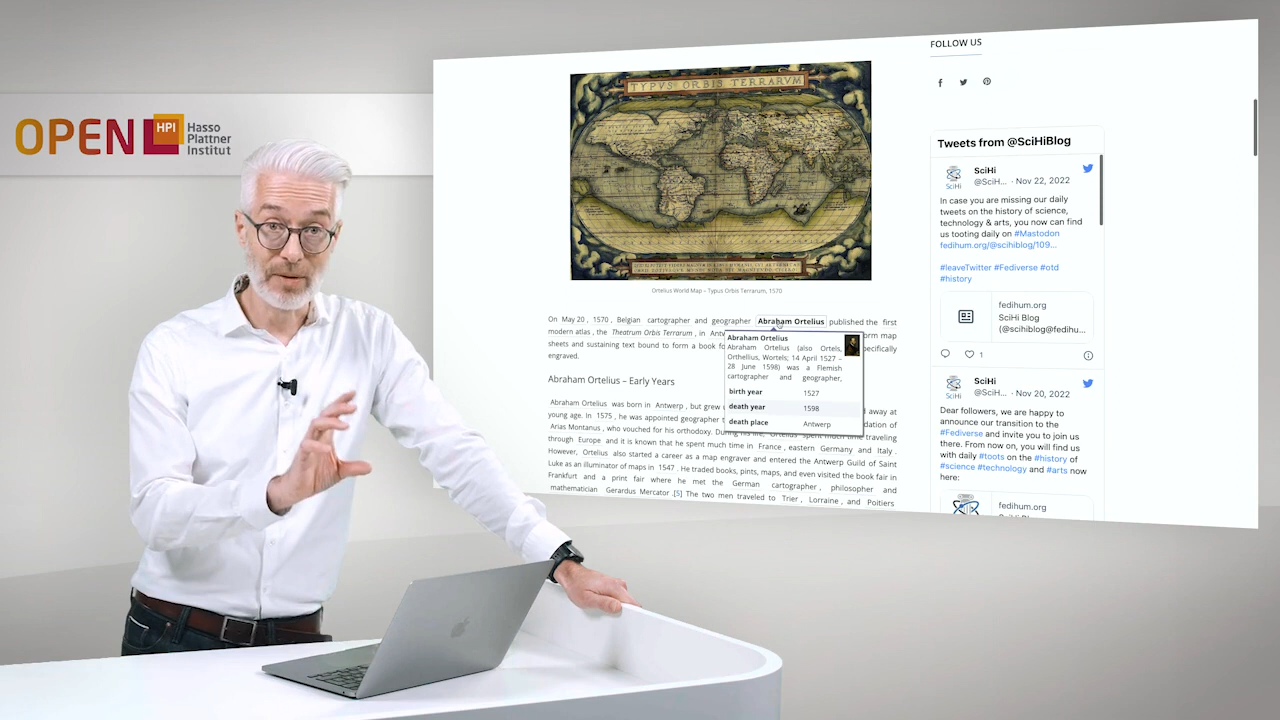 OPEN HPI Hasso
Plattner
Institut
TYPVS ORBIS TERRARVM
Ortelius World Map – Typus Orbis Terrarum, 1570
On May 20 , 1570 , Belgian cartographer and geographer Abraham Ortelius published the first
modern atlas , the Theatrum Orbis Terrarum , in form map
sheets and sustaining text bound to form a book
engraved.
Abraham Ortelius
Abraham Ortelius (also Ortels,
Orthellius, Wortels; 14 April 1527 –
28 June 1598) was a Flemish
cartographer and geographer,
birth year 1527
death year 1598
death place Antwerp
Abraham Ortelius – Early Years
Abraham Ortelius was born in Antwerp , but grew away at
young age. In 1575 , he was appointed geographer
Arias Montanus , who vouched for his orthodoxy. During his life, Ortelius spent much time traveling
through Europe and it is known that he spent much time in France , eastern Germany and Italy .
However, Ortelius also started a career as a map engraver and entered the Antwerp Guild of Saint
Luke as an illuminator of maps in 1547 . He traded books, pints, maps, and even visited the book fair in
Frankfurt and a print fair where he met the German cartographer , philosopher and
mathematician Gerardus Mercator .[5] The two men traveled to Trier , Lorraine , and Poitiers
FOLLOW US
Tweets from @SciHiBlog
SciHi
@SciH... · Nov 22, 2022
In case you are missing our daily
tweets on the history of science,
technology & arts, you now can find
us tooting daily on #Mastodon
fedihum.org/@scihiblog/109...
#leaveTwitter #Fediverse #otd
#history
fedihum.org
SciHi Blog
(@scihiblog@fedihu...
1
SciHi
@SciH... · Nov 20, 2022
Dear followers, we are happy to
announce our transition to the
#Fediverse and invite you to join us
there. From now on, you will find us
with daily #toots on the #history of
#science #technology and #arts now
here:
fedihum.org